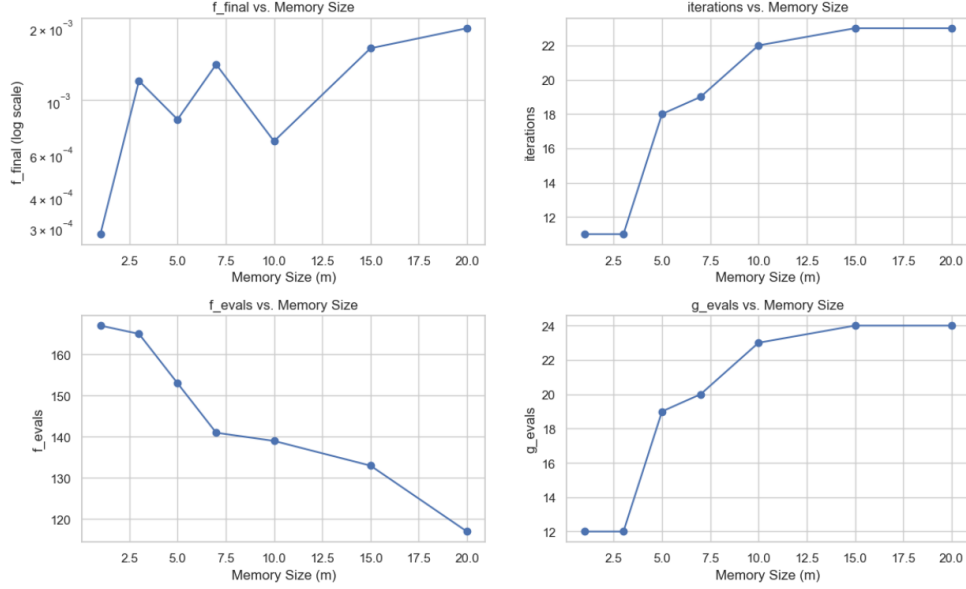 f_final vs. Memory Size
2 × 10⁻³
10⁻³
6 × 10⁻⁴
4 × 10⁻⁴
3 × 10⁻⁴
f_final (log scale)
2.5 5.0 7.5 10.0 12.5 15.0 17.5 20.0
Memory Size (m)
iterations vs. Memory Size
22
20
18
16
14
12
iterations
2.5 5.0 7.5 10.0 12.5 15.0 17.5 20.0
Memory Size (m)
f_evals vs. Memory Size
160
150
140
130
120
f_evals
2.5 5.0 7.5 10.0 12.5 15.0 17.5 20.0
Memory Size (m)
g_evals vs. Memory Size
24
22
20
18
16
14
12
g_evals
2.5 5.0 7.5 10.0 12.5 15.0 17.5 20.0
Memory Size (m)